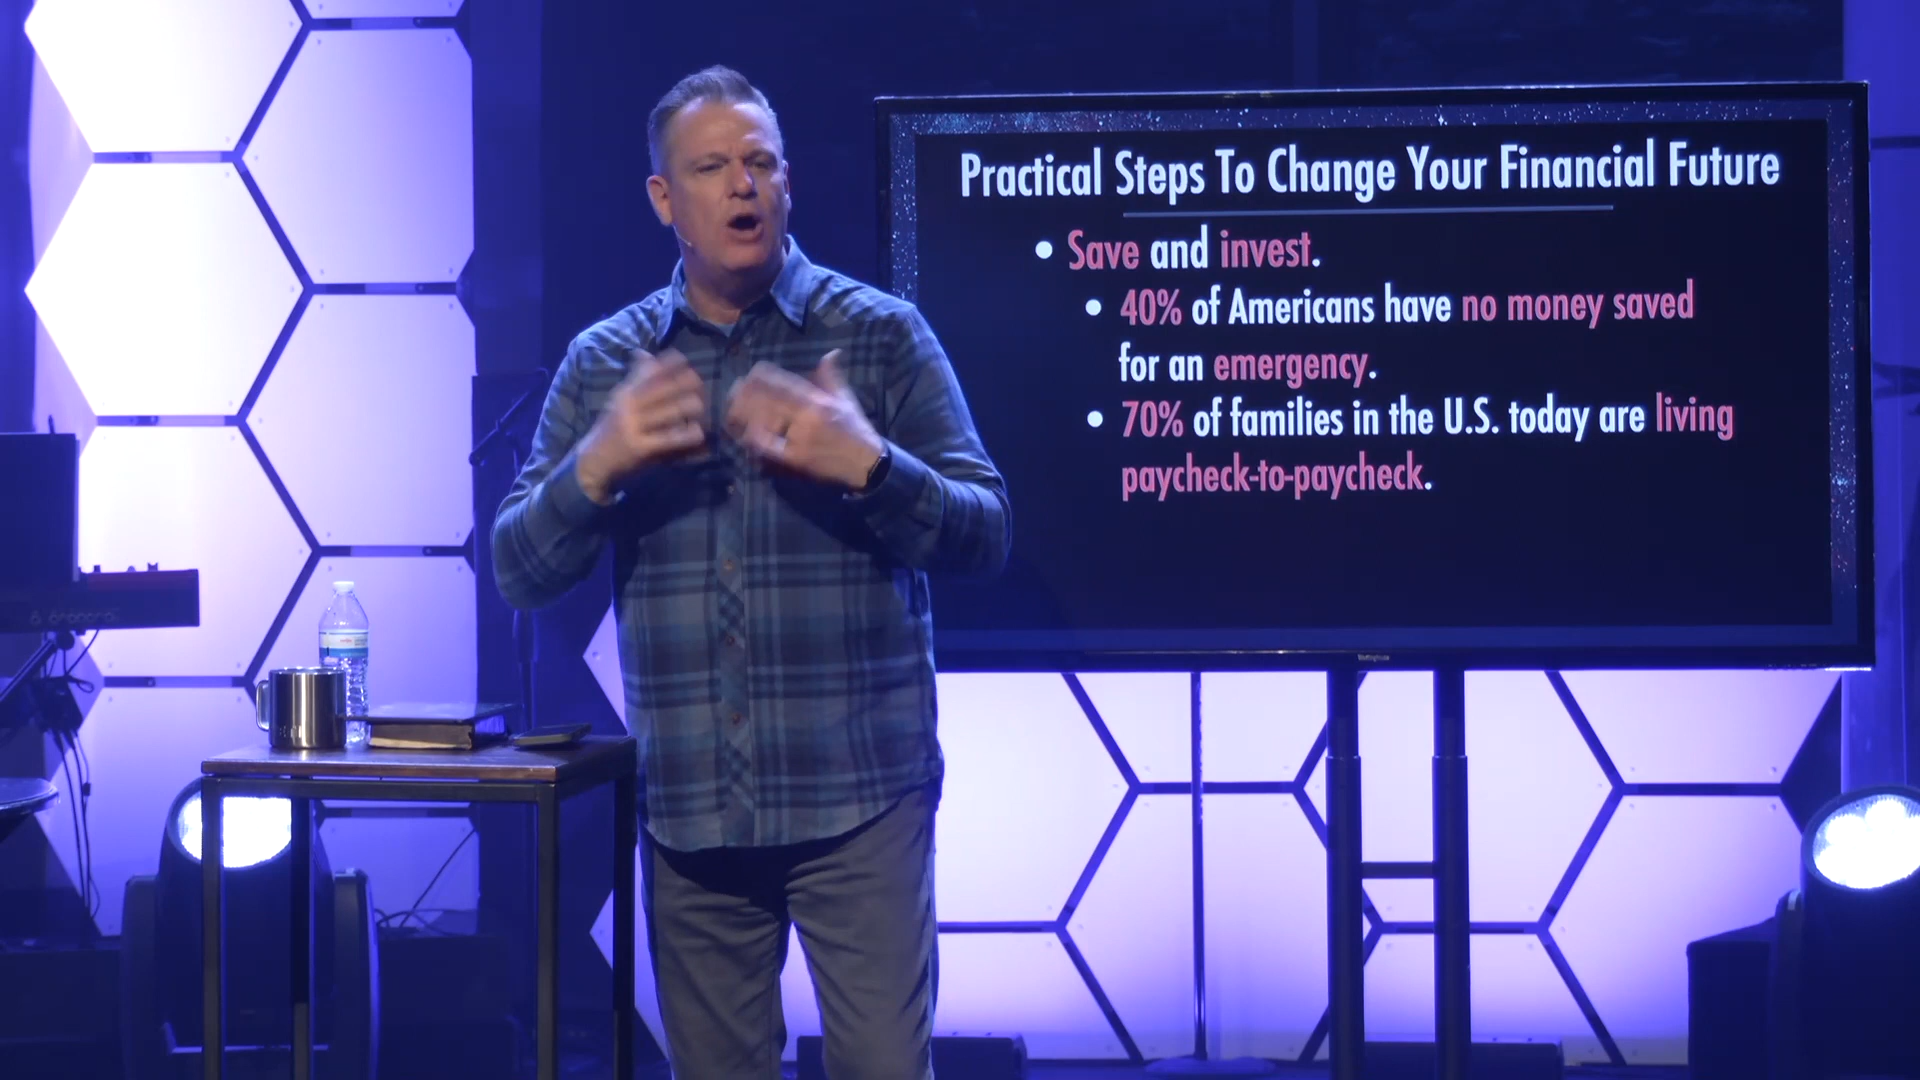 Practical Steps To Change Your Financial Future
• Save and invest.
• 40% of Americans have no money saved
for an emergency.
• 70% of families in the U.S. today are living
paycheck-to-paycheck.
Westinghouse